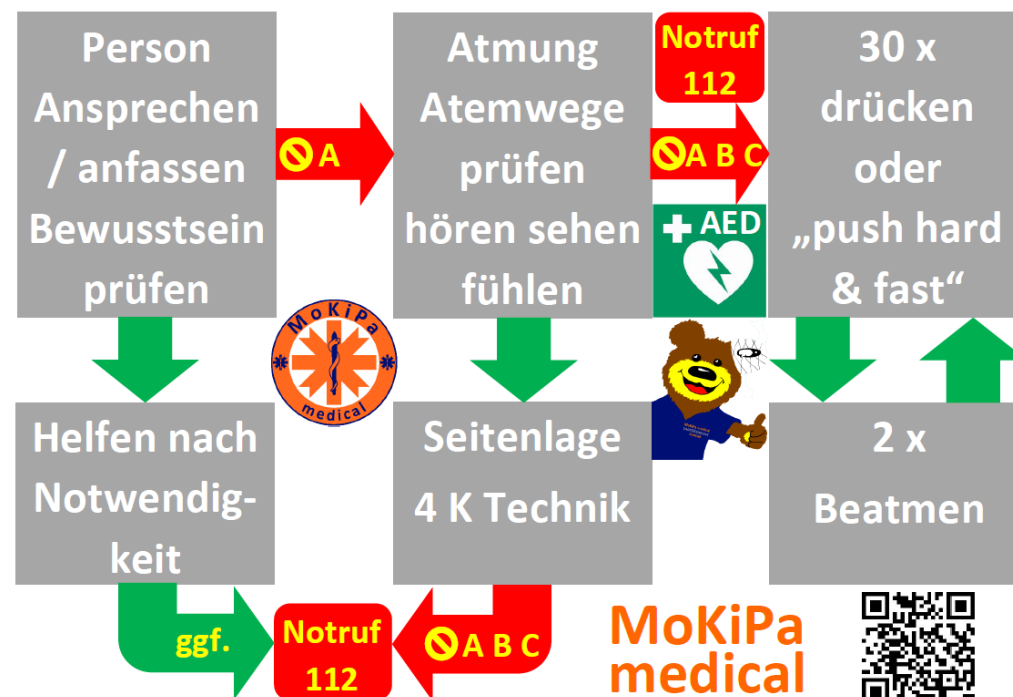 Person
Ansprechen
/ anfassen
Bewusstsein
prüfen
A
Atmung
Atemwege
prüfen
hören sehen
fühlen
Notruf
112
A B C
AED
30 x
drücken
oder
„push hard
& fast“
MoKiPa
medical
Helfen nach
Notwendig-
keit
Seitenlage
4 K Technik
2 x
Beatmen
ggf.
Notruf
112
A B C
MoKiPa
medical